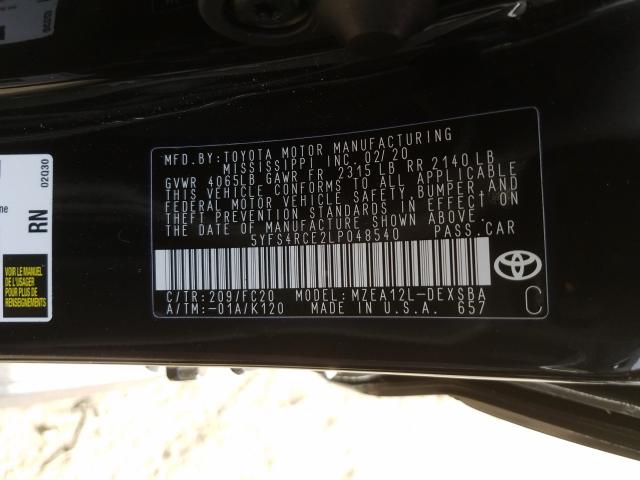 MFD. BY: TOYOTA MOTOR MANUFACTURING
MISSISSIPPI INC. 02/20
GVWR 4065LB GAWR FR 2315 LB RR 2140 LB
THIS VEHICLE CONFORMS TO ALL APPLICABLE
FEDERAL MOTOR VEHICLE SAFETY, BUMPER, AND
THEFT PREVENTION STANDARDS IN EFFECT ON
THE DATE OF MANUFACTURE SHOWN ABOVE.
5YFS4RCE2LP048540 PASS. CAR
C/TR: 209/FC20 MODEL: MZEA12L-DEXSBA
A/TM: -01A/K120 MADE IN U.S.A. 657
C
02Q30
RN
VOIR LE MANUEL
DE L'USAGER
POUR PLUS
DE RENSEIGNEMENTS